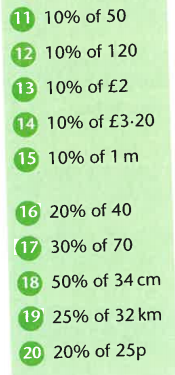 11 10% of 50
12 10% of 120
13 10% of £2
14 10% of £3·20
15 10% of 1 m
16 20% of 40
17 30% of 70
18 50% of 34 cm
19 25% of 32 km
20 20% of 25p